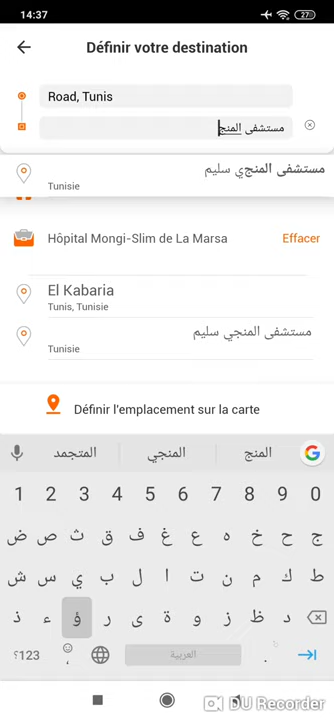 14:37
27
Définir votre destination
Road, Tunis
مستشفى المنج
مستشفى المنجي سليم
Tunisie
Hôpital Mongi-Slim de La Marsa
Effacer
El Kabaria
Tunis, Tunisie
مستشفى المنجي سليم
Tunisie
Définir l'emplacement sur la carte
المتجمد المنجي المنج
1 2 3 4 5 6 7 8 9 0
ض ص ث ق ف غ ع ه خ ح ج
ش س ي ب ل ا ت ن م ك ط
ذ ء ؤ ر ى ة و ز ظ د
؟123 ، العربية .
DU Recorder